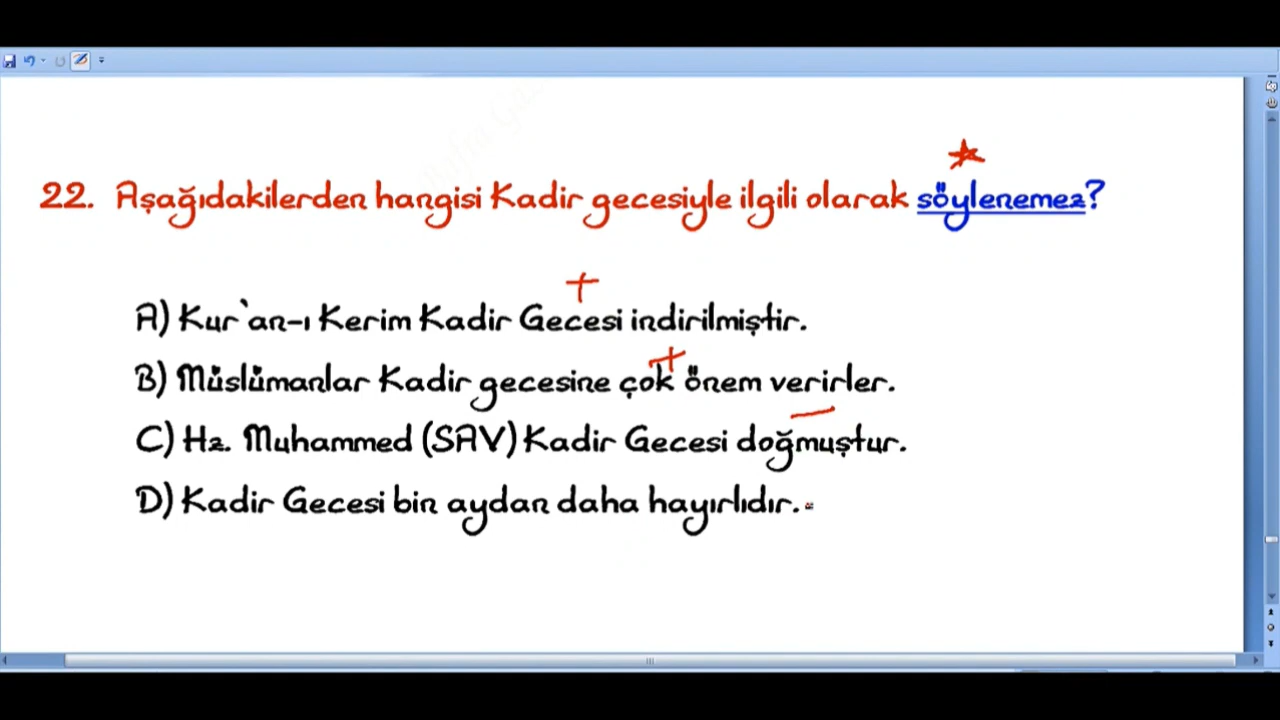 22. Aşağıdakilerden hangisi Kadir gecesiyle ilgili olarak söylenemez?
A) Kur`an-ı Kerim Kadir Gecesi indirilmiştir.
B) Müslümanlar Kadir gecesine çok önem verirler.
C) Hz. Muhammed (SAV) Kadir Gecesi doğmuştur.
D) Kadir Gecesi bin aydan daha hayırlıdır.